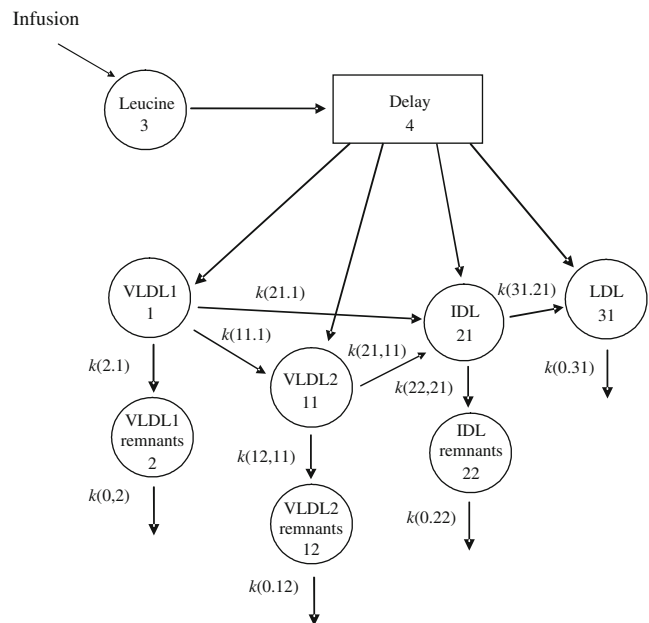 Infusion
Leucine
3
Delay
4
VLDL1
1
k(21.1)
k(11.1)
k(2.1)
VLDL2
11
k(21,11)
IDL
21
k(31.21)
LDL
31
k(0.31)
k(22,21)
VLDL1
remnants
2
k(0,2)
k(12,11)
VLDL2
remnants
12
k(0.12)
IDL
remnants
22
k(0.22)